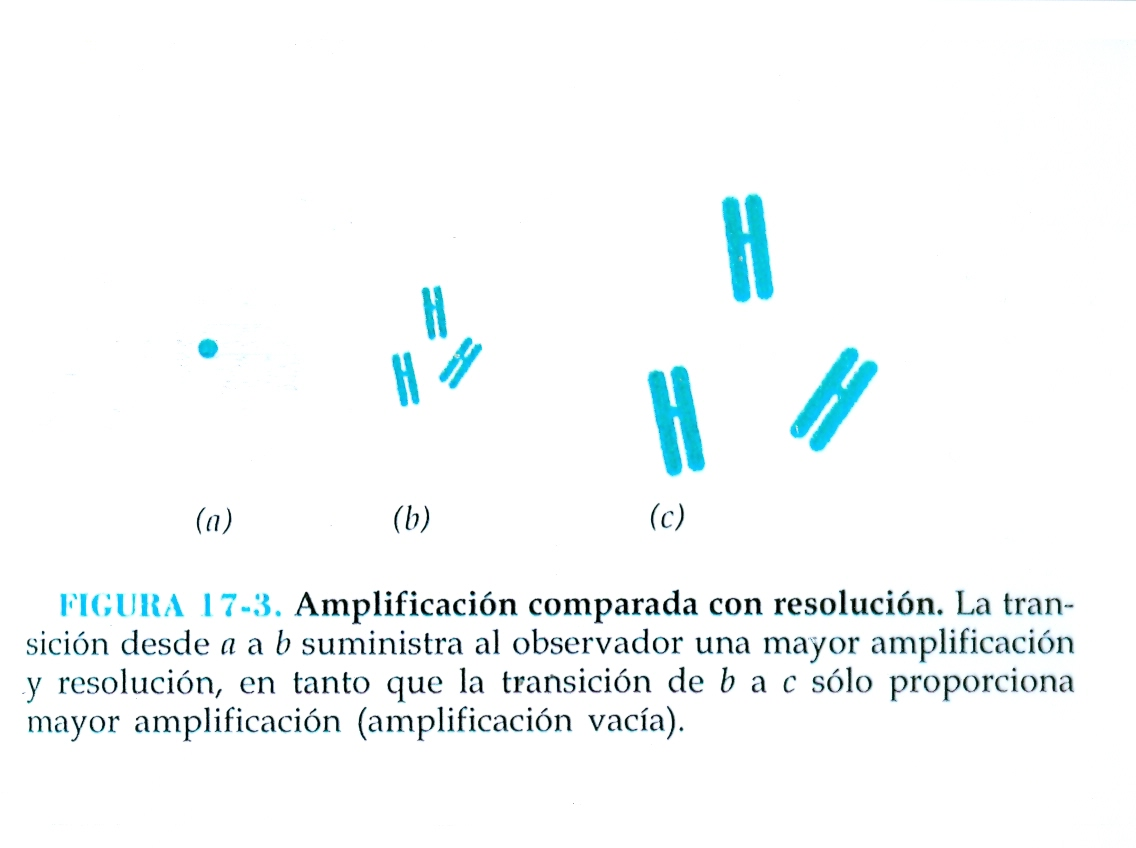 (a) (b) (c)
FIGURA 17-3. Amplificación comparada con resolución. La tran-
sición desde a a b suministra al observador una mayor amplificación
y resolución, en tanto que la transición de b a c sólo proporciona
mayor amplificación (amplificación vacía).